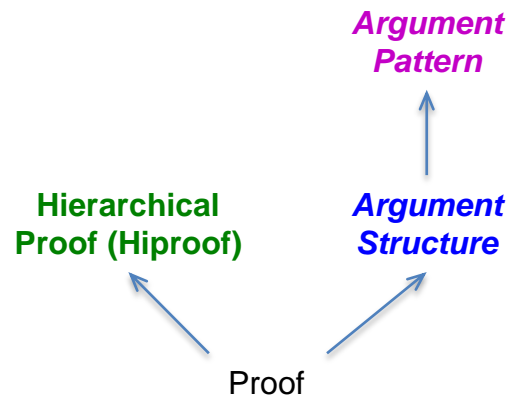 Argument
Pattern
Hierarchical
Proof (Hiproof)
Argument
Structure
Proof